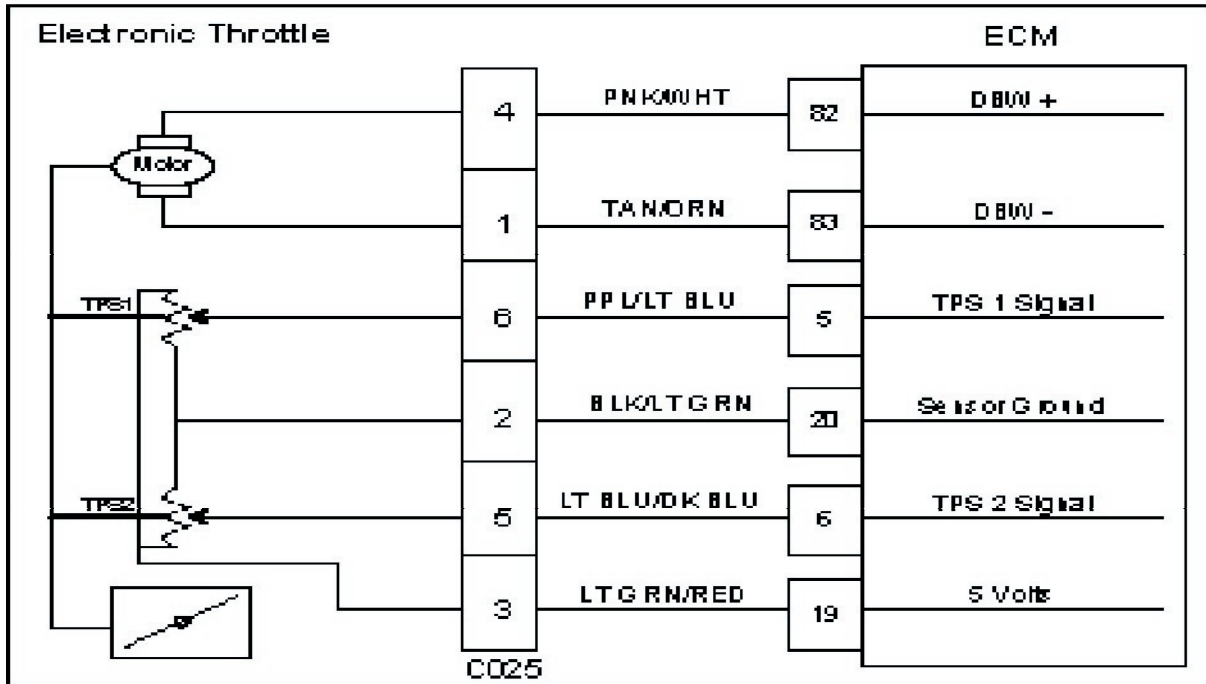 Electronic Throttle
ECM
4
PNK/WHT
82
DBW +
Motor
1
TAN/ORN
83
DBW -
TPS1
6
PPL/LT BLU
5
TPS 1 Signal
2
BLK/LT GRN
20
Sensor Ground
TPS2
5
LT BLU/DK BLU
6
TPS 2 Signal
3
LT GRN/RED
19
5 Volts
C025